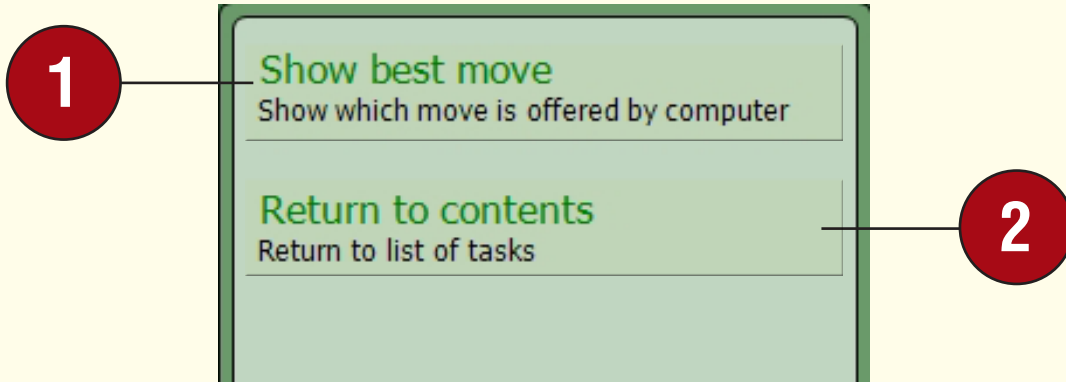 1
Show best move
Show which move is offered by computer
Return to contents
Return to list of tasks
2